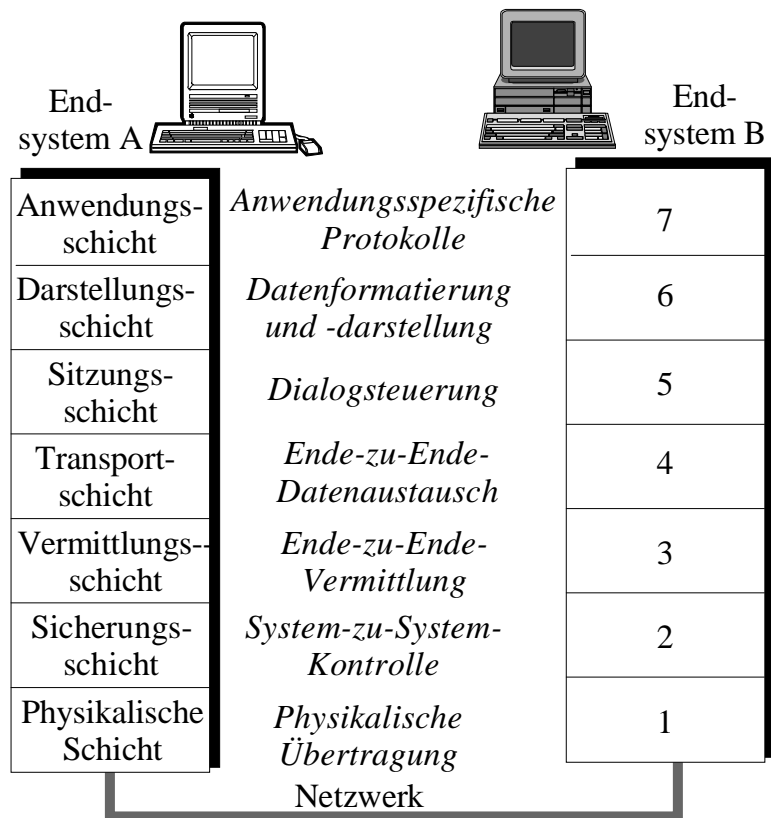 End-
system A
End-
system B
Anwendungs-
schicht
Anwendungsspezifische
Protokolle
7
Darstellungs-
schicht
Datenformatierung
und -darstellung
6
Sitzungs-
schicht
Dialogsteuerung
5
Transport-
schicht
Ende-zu-Ende-
Datenaustausch
4
Vermittlungs--
schicht
Ende-zu-Ende-
Vermittlung
3
Sicherungs-
schicht
System-zu-System-
Kontrolle
2
Physikalische
Schicht
Physikalische
Übertragung
1
Netzwerk